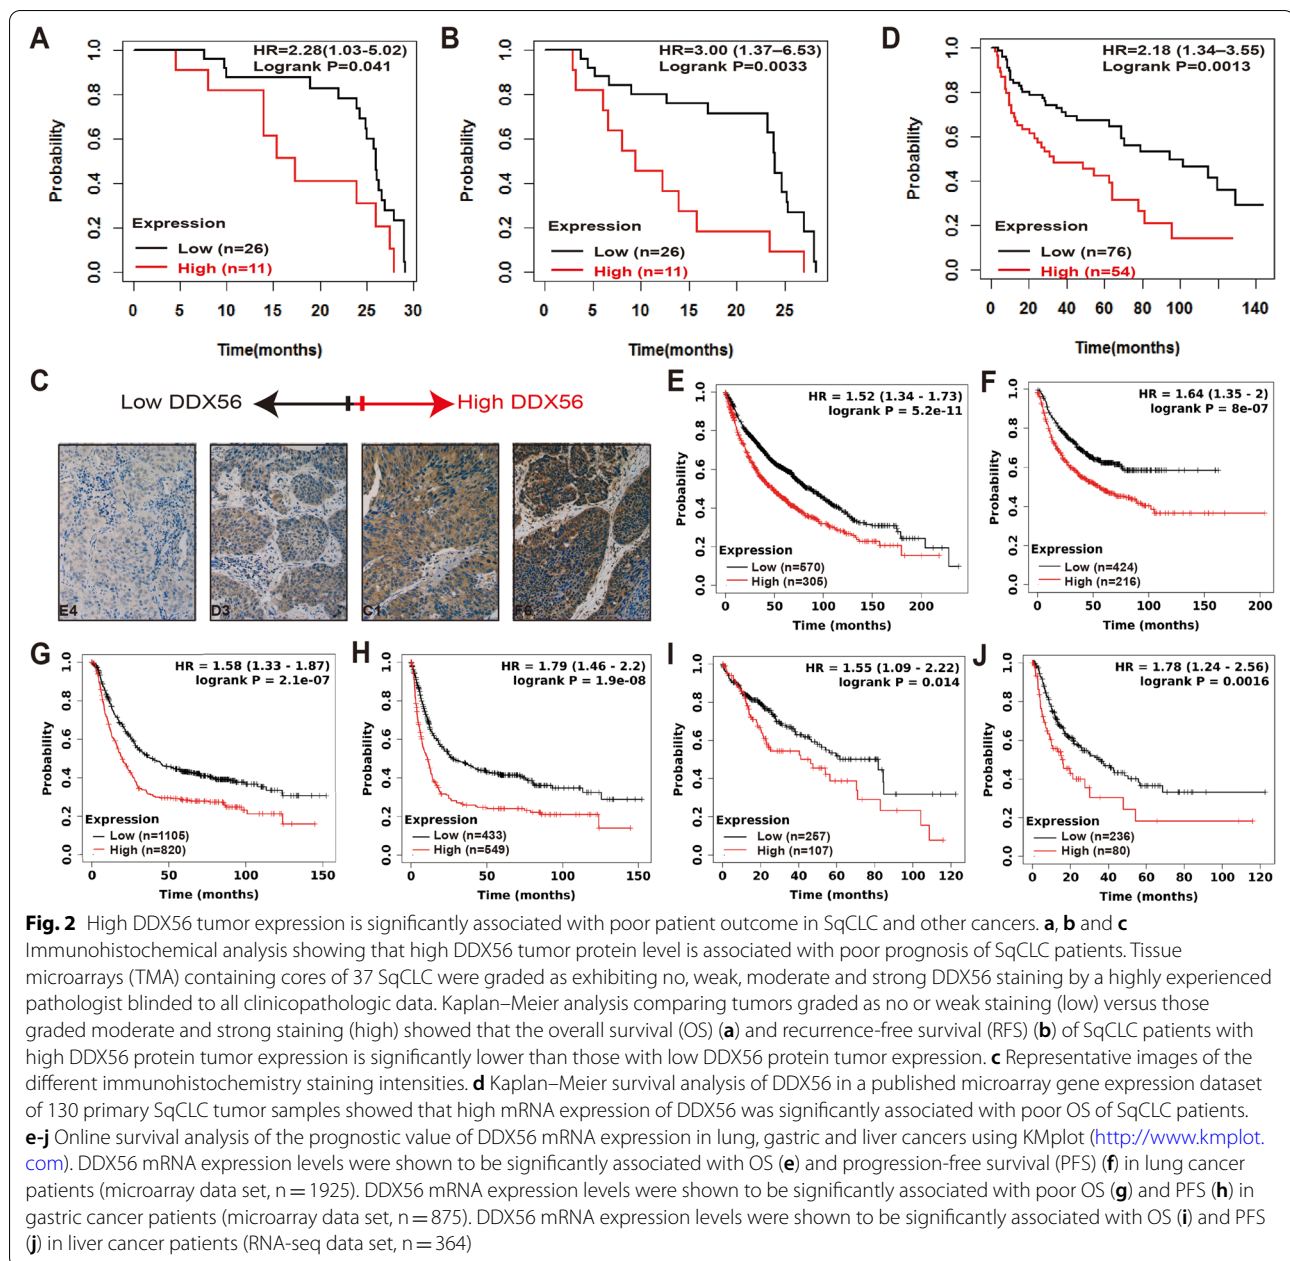 A
HR=2.28(1.03-5.02)
Logrank P=0.041
Probability
1.0
0.8
0.6
0.4
0.2
0.0
Expression
Low (n=26)
High (n=11)
0 5 10 15 20 25 30
Time(months)
B
HR=3.00 (1.37–6.53)
Logrank P=0.0033
Probability
1.0
0.8
0.6
0.4
0.2
0.0
Expression
Low (n=26)
High (n=11)
0 5 10 15 20 25
Time(months)
D
HR=2.18 (1.34–3.55)
Logrank P=0.0013
Probability
1.0
0.8
0.6
0.4
0.2
0.0
Expression
Low (n=76)
High (n=54)
0 20 40 60 80 100 140
Time(months)
C
Low DDX56 High DDX56
E4 D3 C1 F6
E
HR = 1.52 (1.34 - 1.73)
logrank P = 5.2e-11
Probability
1.0
0.8
0.6
0.4
0.2
0.0
Expression
Low (n=570)
High (n=305)
0 50 100 150 200
Time (months)
F
HR = 1.64 (1.35 - 2)
logrank P = 8e-07
Probability
1.0
0.8
0.6
0.4
0.2
0.0
Expression
Low (n=424)
High (n=216)
0 50 100 150 200
Time (months)
G
HR = 1.58 (1.33 - 1.87)
logrank P = 2.1e-07
Probability
1.0
0.8
0.6
0.4
0.2
0.0
Expression
Low (n=1105)
High (n=820)
0 50 100 150
Time (months)
H
HR = 1.79 (1.46 - 2.2)
logrank P = 1.9e-08
Probability
1.0
0.8
0.6
0.4
0.2
0.0
Expression
Low (n=433)
High (n=549)
0 50 100 150
Time (months)
I
HR = 1.55 (1.09 - 2.22)
logrank P = 0.014
Probability
1.0
0.8
0.6
0.4
0.2
0.0
Expression
Low (n=257)
High (n=107)
0 20 40 60 80 100 120
Time (months)
J
HR = 1.78 (1.24 - 2.56)
logrank P = 0.0016
Probability
1.0
0.8
0.6
0.4
0.2
0.0
Expression
Low (n=236)
High (n=80)
0 20 40 60 80 100 120
Time (months)
Fig. 2 High DDX56 tumor expression is significantly associated with poor patient outcome in SqCLC and other cancers. a, b and c
Immunohistochemical analysis showing that high DDX56 tumor protein level is associated with poor prognosis of SqCLC patients. Tissue
microarrays (TMA) containing cores of 37 SqCLC were graded as exhibiting no, weak, moderate and strong DDX56 staining by a highly experienced
pathologist blinded to all clinicopathologic data. Kaplan–Meier analysis comparing tumors graded as no or weak staining (low) versus those
graded moderate and strong staining (high) showed that the overall survival (OS) (a) and recurrence-free survival (RFS) (b) of SqCLC patients with
high DDX56 protein tumor expression is significantly lower than those with low DDX56 protein tumor expression. c Representative images of the
different immunohistochemistry staining intensities. d Kaplan–Meier survival analysis of DDX56 in a published microarray gene expression dataset
of 130 primary SqCLC tumor samples showed that high mRNA expression of DDX56 was significantly associated with poor OS of SqCLC patients.
e-j Online survival analysis of the prognostic value of DDX56 mRNA expression in lung, gastric and liver cancers using KMplot (http://www.kmplot.
com). DDX56 mRNA expression levels were shown to be significantly associated with OS (e) and progression-free survival (PFS) (f) in lung cancer
patients (microarray data set, n = 1925). DDX56 mRNA expression levels were shown to be significantly associated with poor OS (g) and PFS (h) in
gastric cancer patients (microarray data set, n = 875). DDX56 mRNA expression levels were shown to be significantly associated with OS (i) and PFS
(j) in liver cancer patients (RNA-seq data set, n = 364)